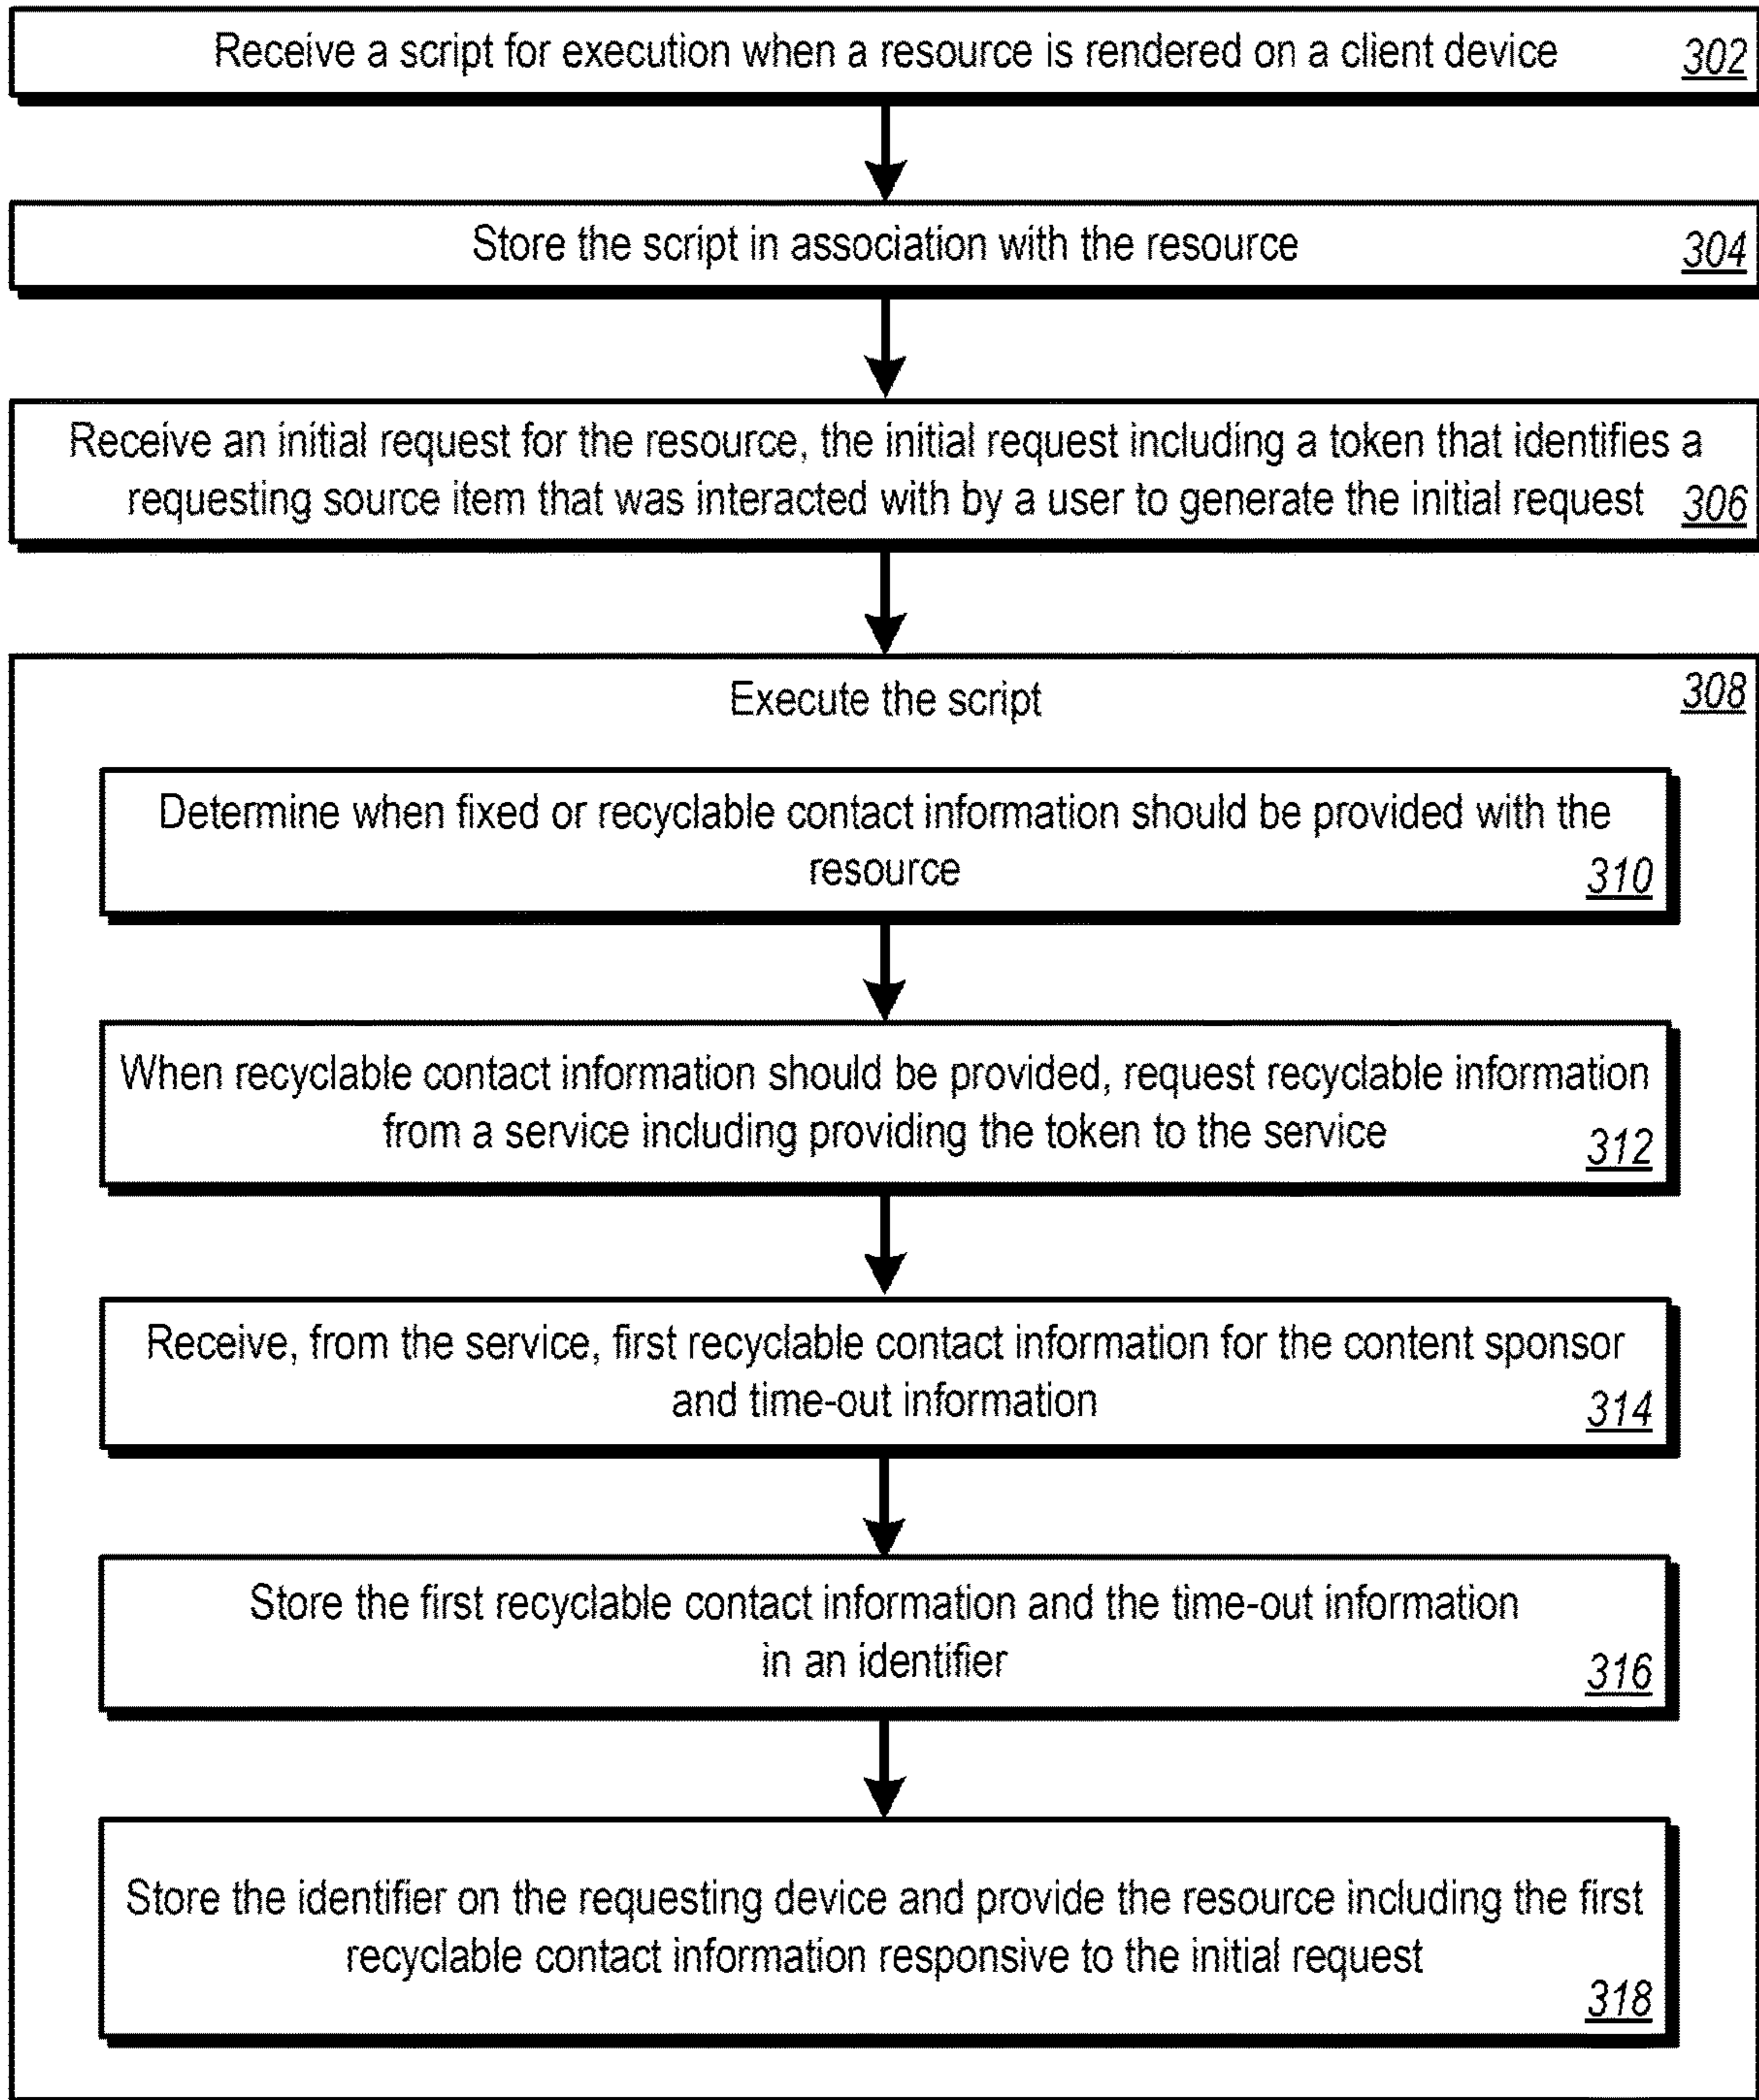 Receive a script for execution when a resource is rendered on a client device 302
Store the script in association with the resource 304
Receive an initial request for the resource, the initial request including a token that identifies a
requesting source item that was interacted with by a user to generate the initial request 306
Execute the script 308
Determine when fixed or recyclable contact information should be provided with the
resource 310
When recyclable contact information should be provided, request recyclable information
from a service including providing the token to the service 312
Receive, from the service, first recyclable contact information for the content sponsor
and time-out information 314
Store the first recyclable contact information and the time-out information
in an identifier 316
Store the identifier on the requesting device and provide the resource including the first
recyclable contact information responsive to the initial request
318